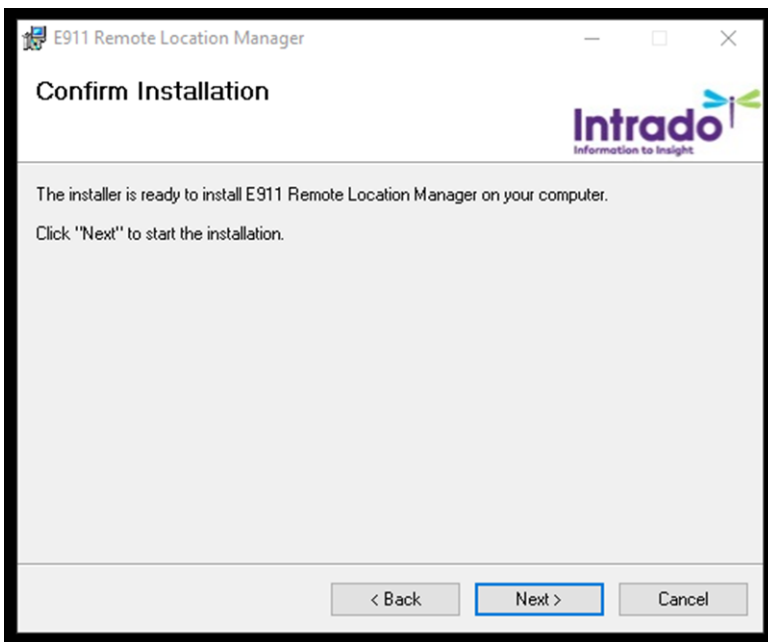 E911 Remote Location Manager
Confirm Installation
Intrado
Information to Insight
The installer is ready to install E911 Remote Location Manager on your computer.
Click "Next" to start the installation.
< Back
Next >
Cancel